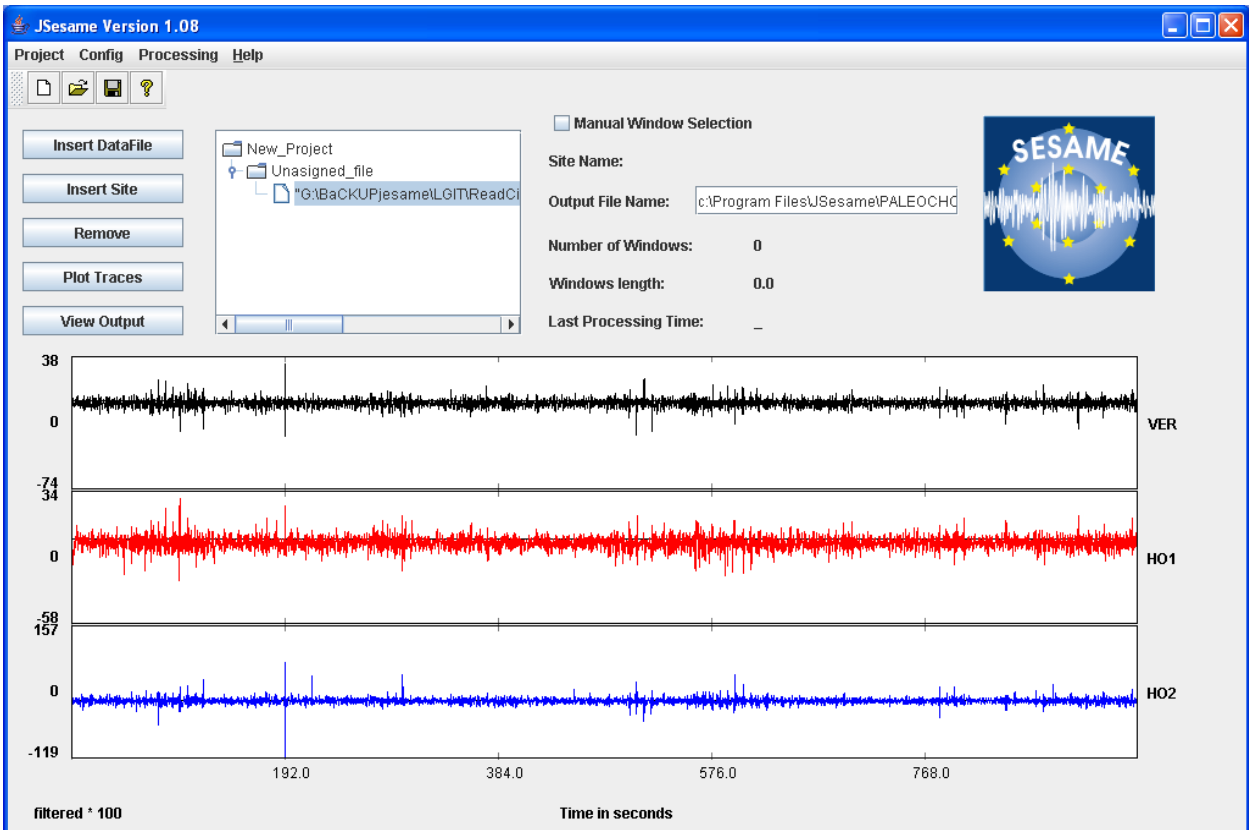 JSesame Version 1.08
Project Config Processing Help
Insert DataFile
Insert Site
Remove
Plot Traces
View Output
New_Project
Unasigned_file
"G:\BaCKUPjesame\LGIT\ReadCi
Manual Window Selection
Site Name:
Output File Name: c:\Program Files\JSesame\PALEOCHO
Number of Windows: 0
Windows length: 0.0
Last Processing Time: _
SESAME
38
0
-74
VER
34
0
-58
HO1
157
0
-119
HO2
192.0 384.0 576.0 768.0
filtered * 100 Time in seconds